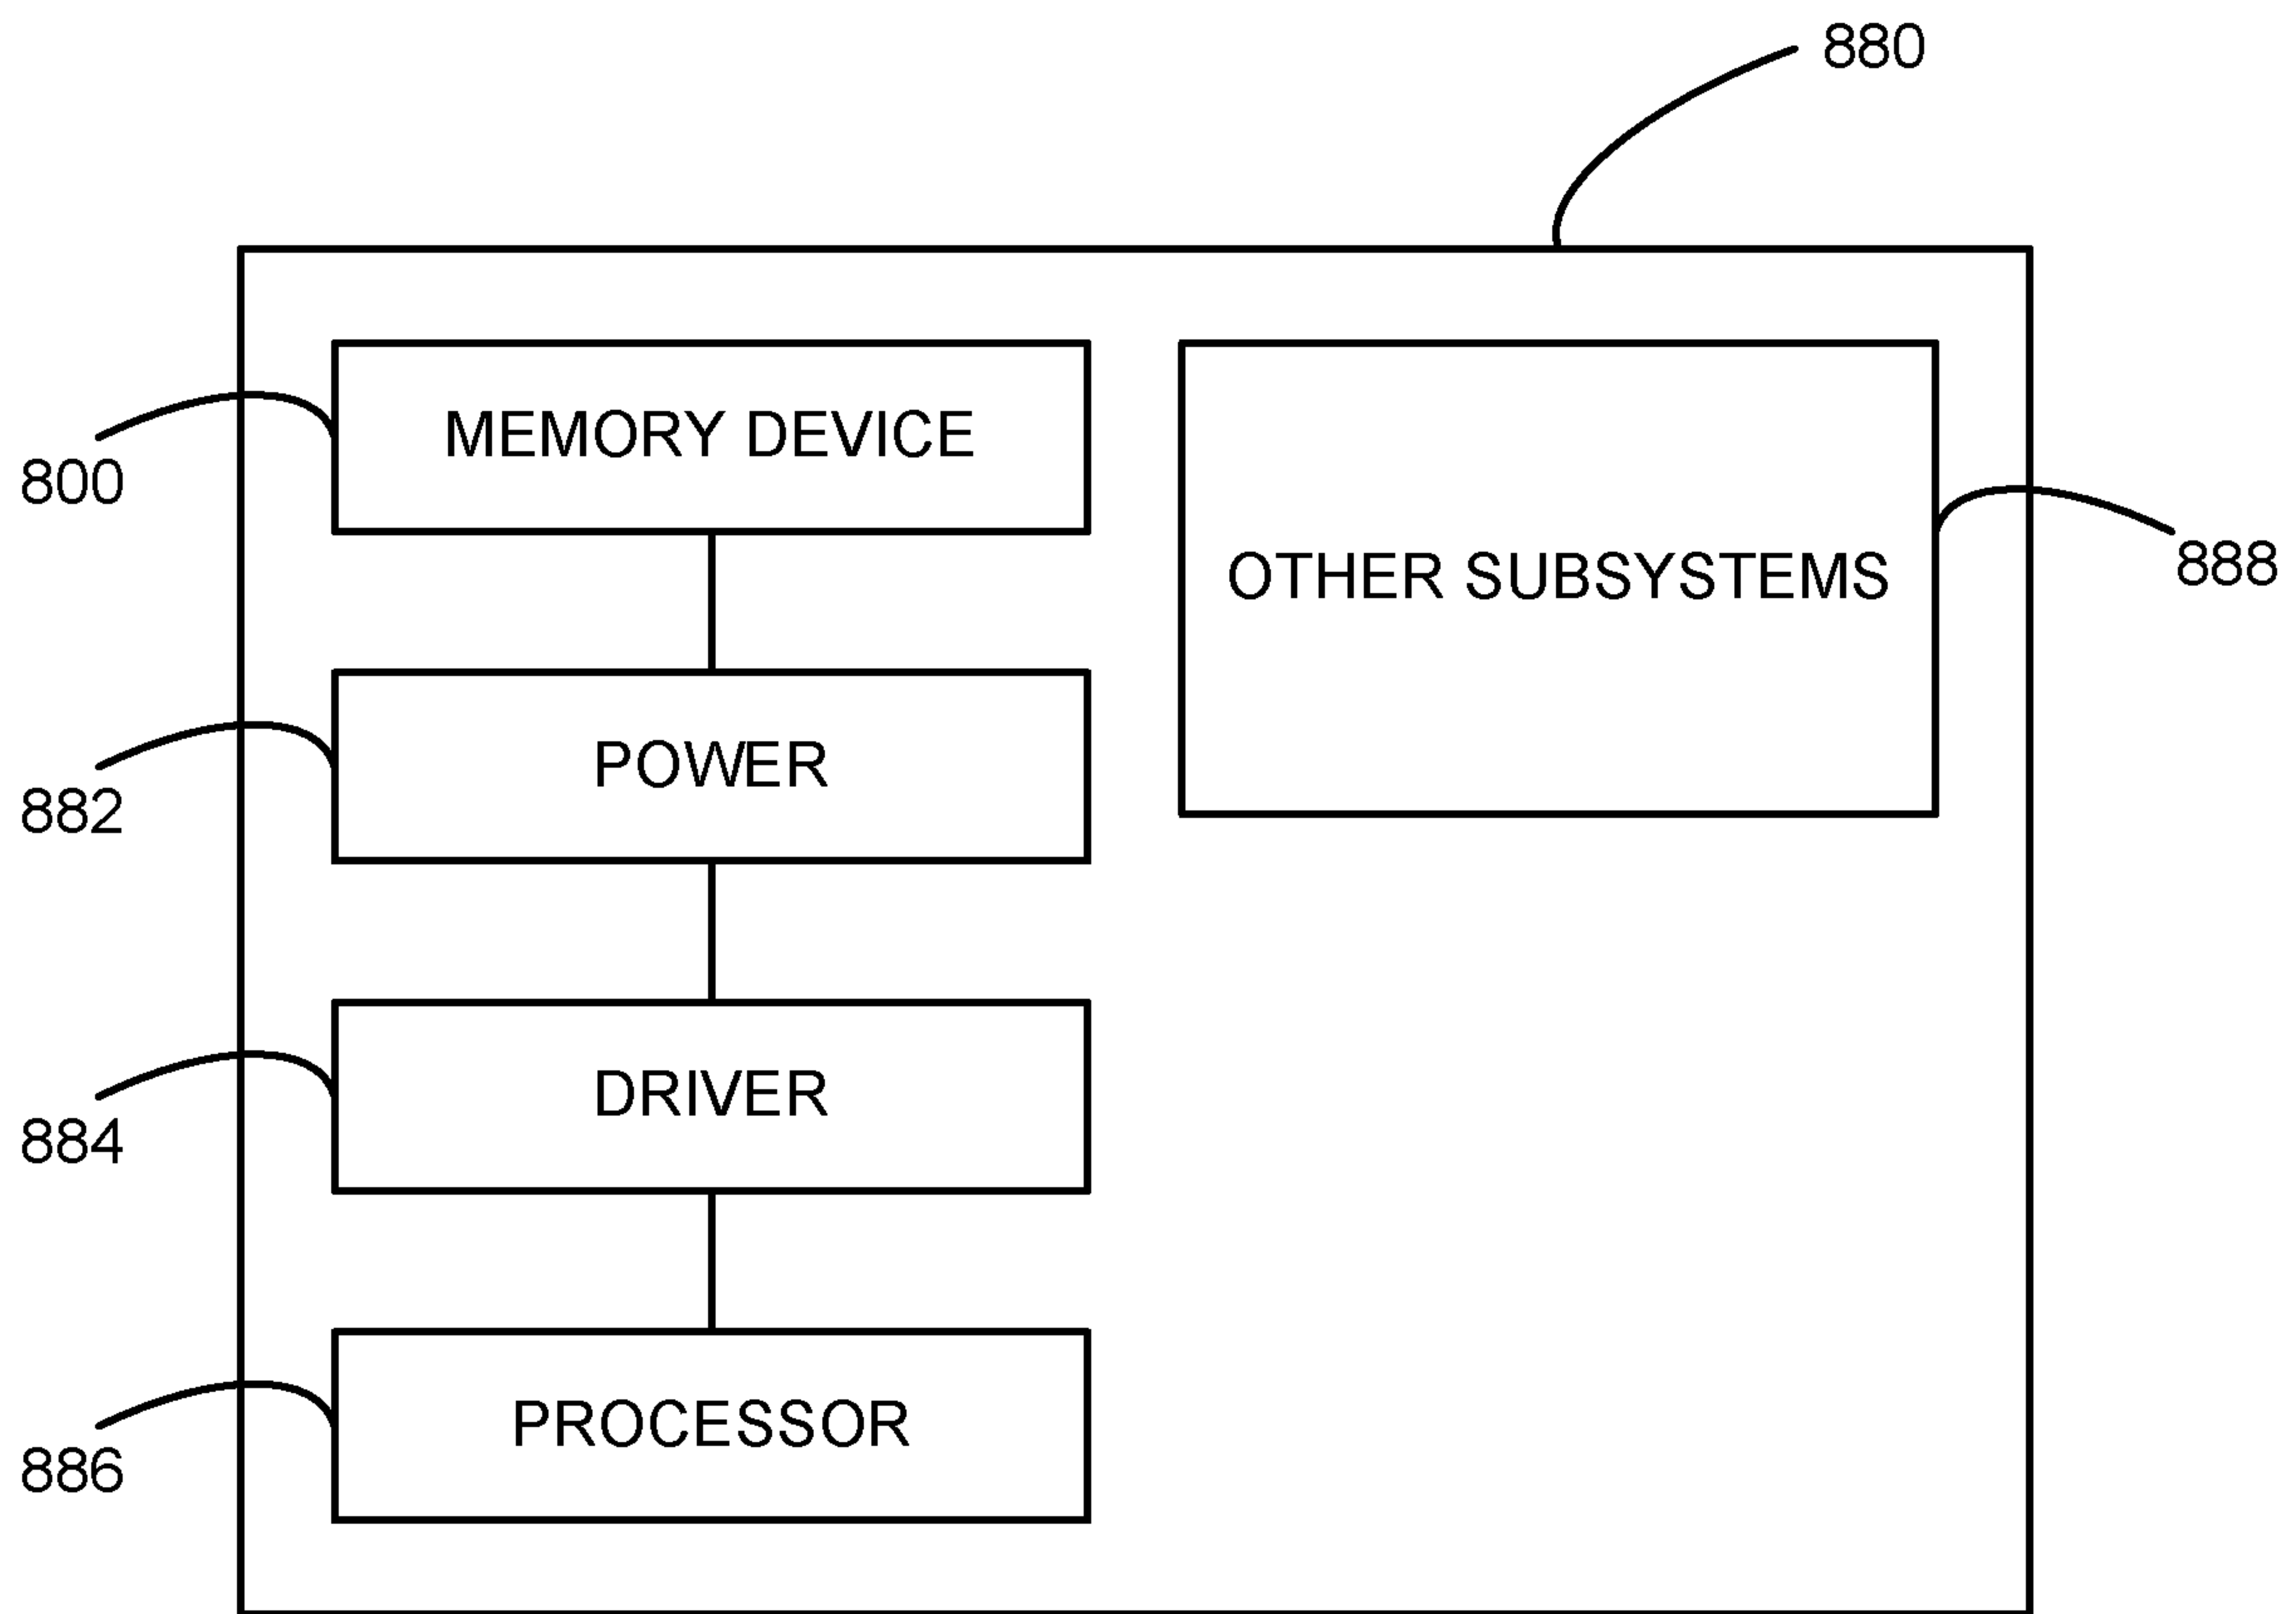 880
MEMORY DEVICE
800
OTHER SUBSYSTEMS
888
POWER
882
DRIVER
884
PROCESSOR
886